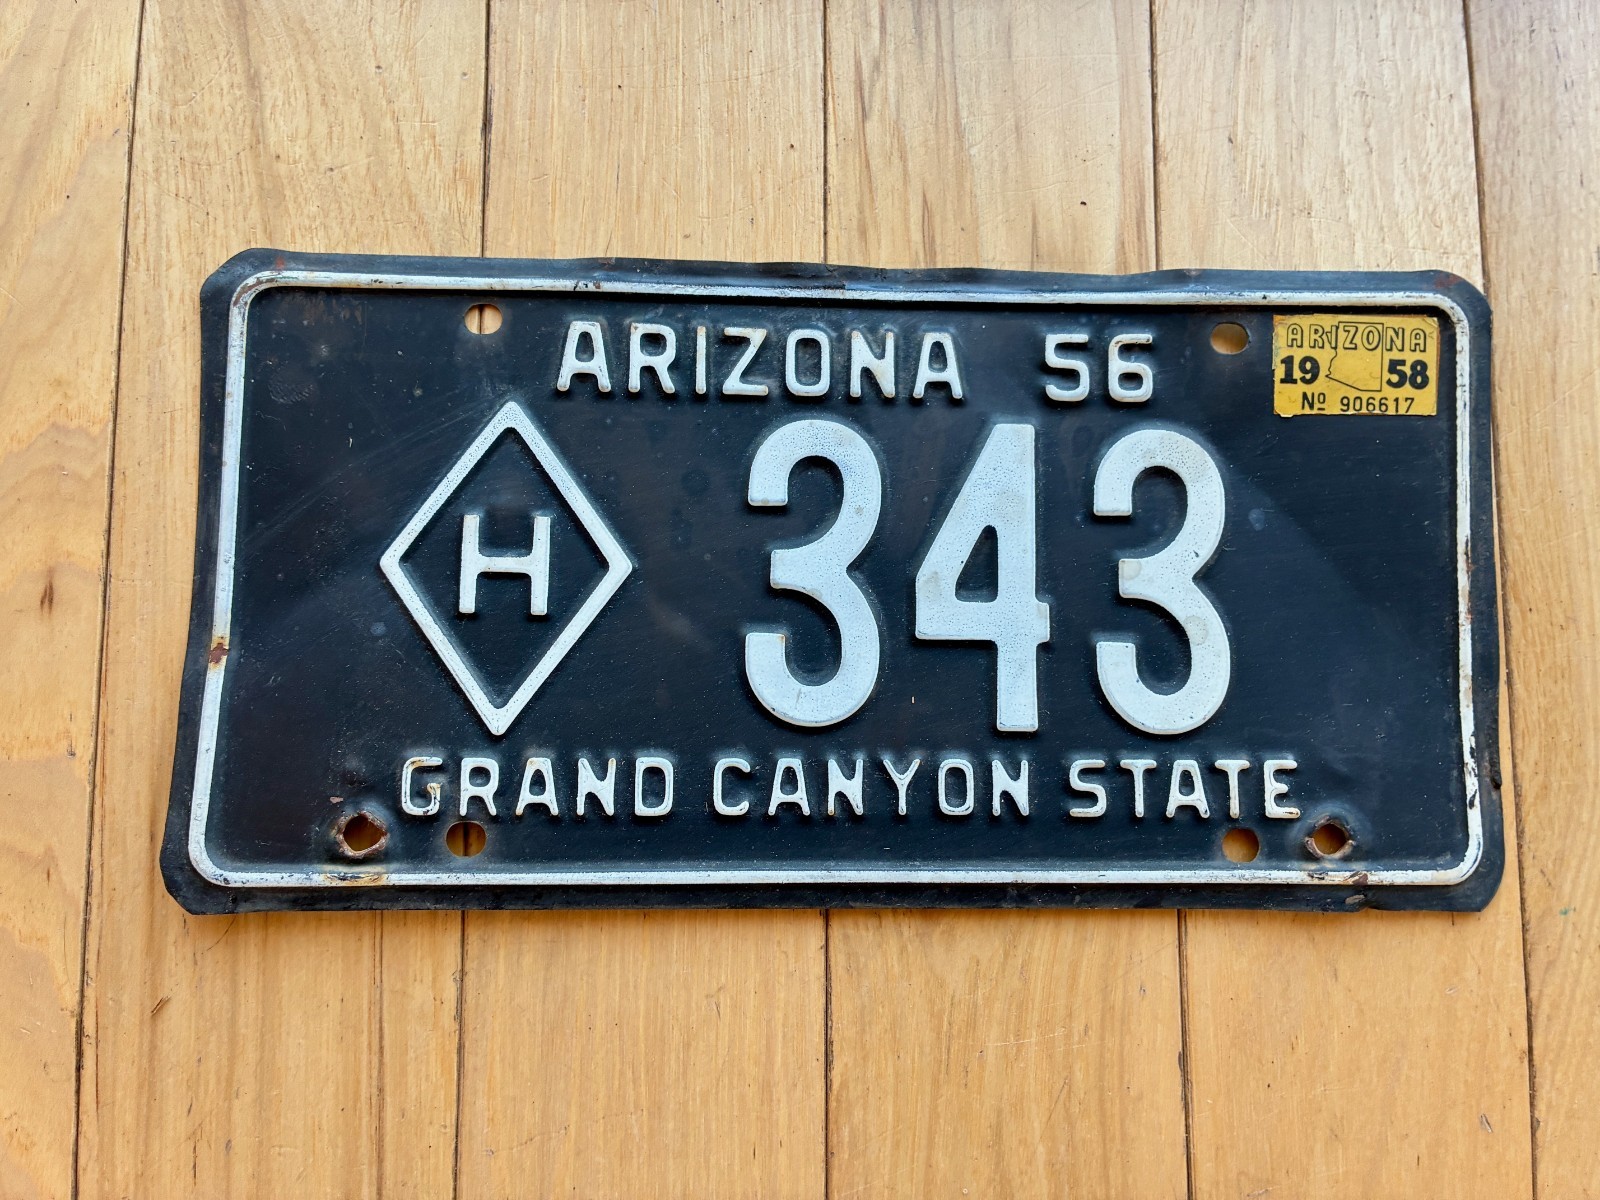 ARIZONA 56
ARIZONA
19 58
Nº 906617
H 343
GRAND CANYON STATE